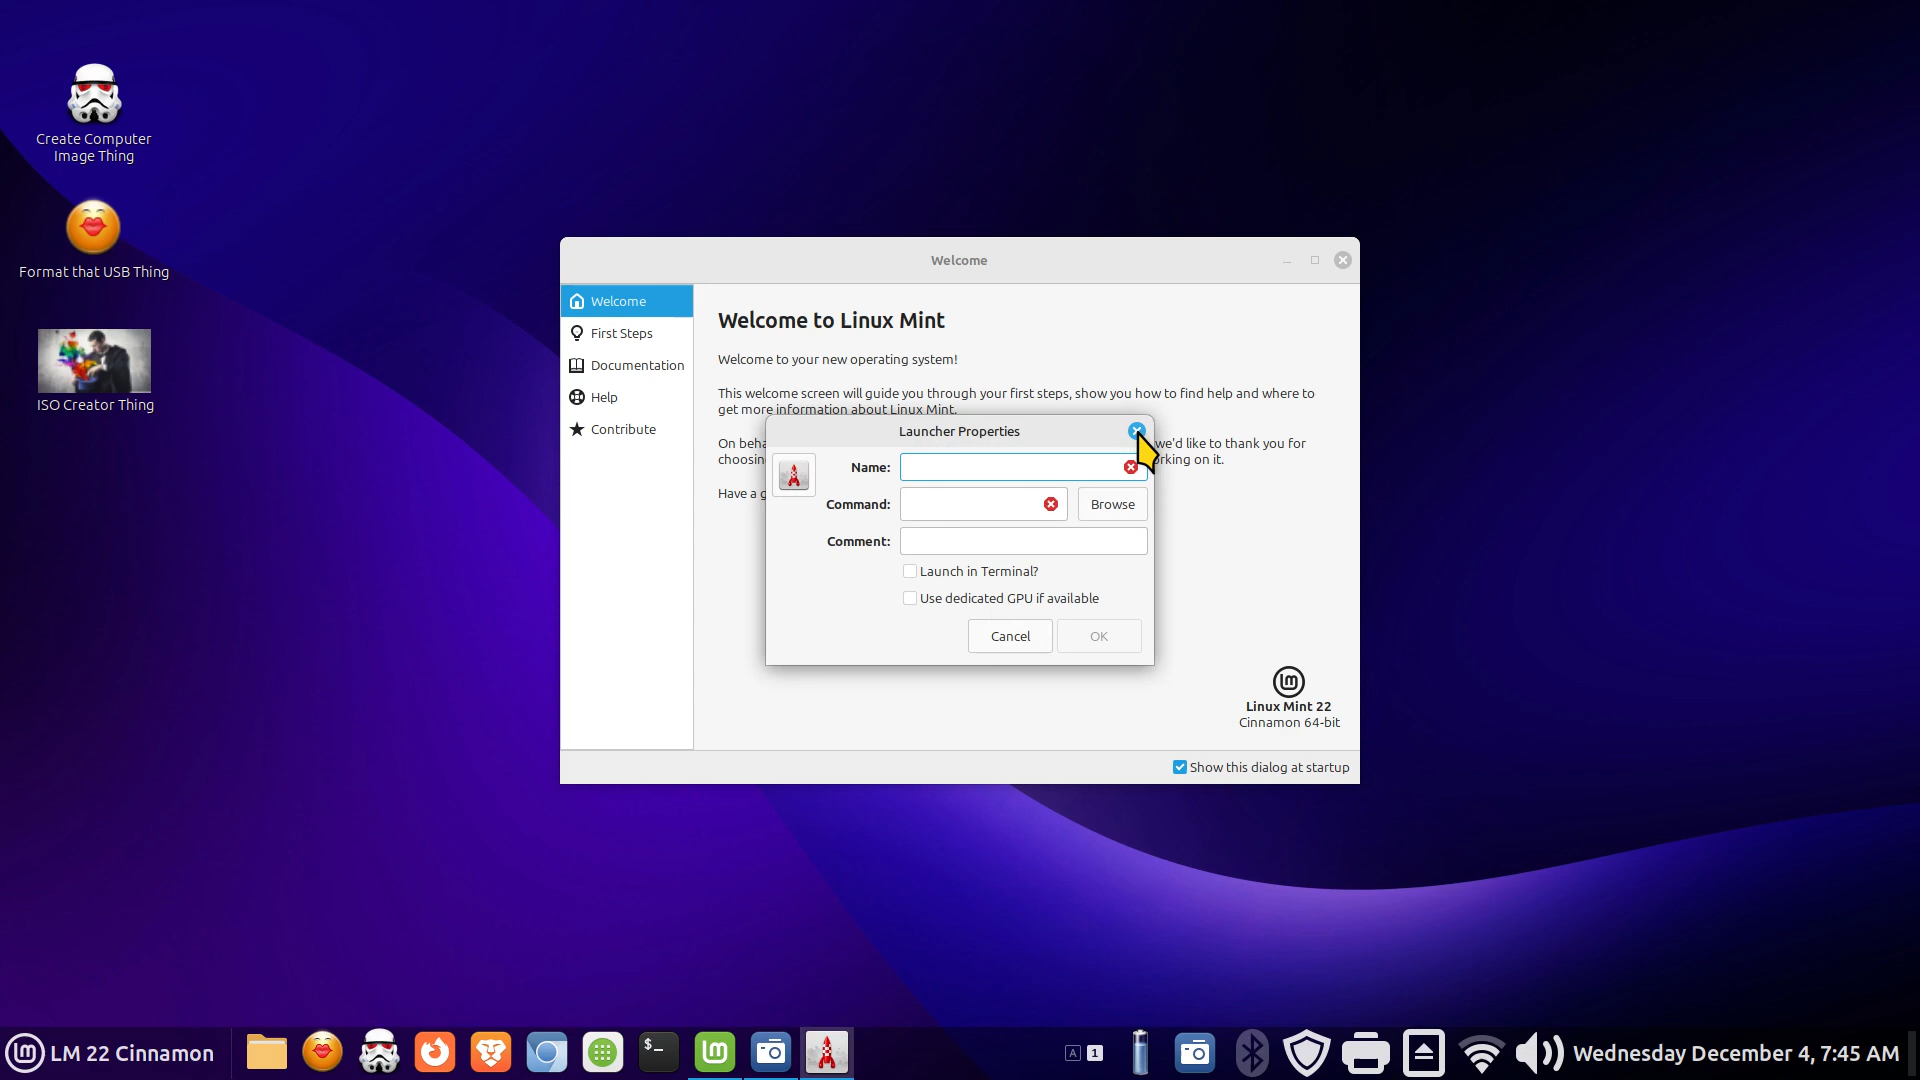 Create Computer
Image Thing
Format that USB Thing
ISO Creator Thing
Welcome
Welcome
First Steps
Documentation
Help
Contribute
Welcome to Linux Mint
Welcome to your new operating system!
This welcome screen will guide you through your first steps, show you how to find help and where to
get more information about Linux Mint.
On beha
we'd like to thank you for
choosin
rking on it.
Have a g
Launcher Properties
Name:
Command:
Browse
Comment:
Launch in Terminal?
Use dedicated GPU if available
Cancel
OK
Linux Mint 22
Cinnamon 64-bit
Show this dialog at startup
LM 22 Cinnamon
$_
A
1
Wednesday December 4, 7:45 AM